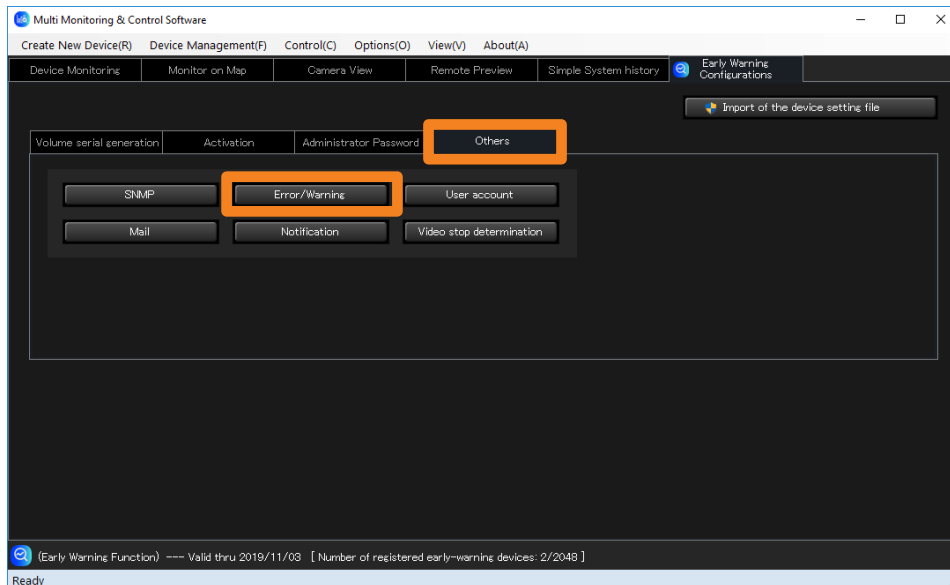 Multi Monitoring & Control Software
Create New Device(R) Device Management(F) Control(C) Options(O) View(V) About(A)
Device Monitoring Monitor on Map Camera View Remote Preview Simple System history Early Warning Configurations
Import of the device setting file
Volume serial generation Activation Administrator Password Others
SNMP Error/Warning User account
Mail Notification Video stop determination
(Early Warning Function) --- Valid thru 2019/11/03 [ Number of registered early-warning devices: 2/2048 ]
Ready